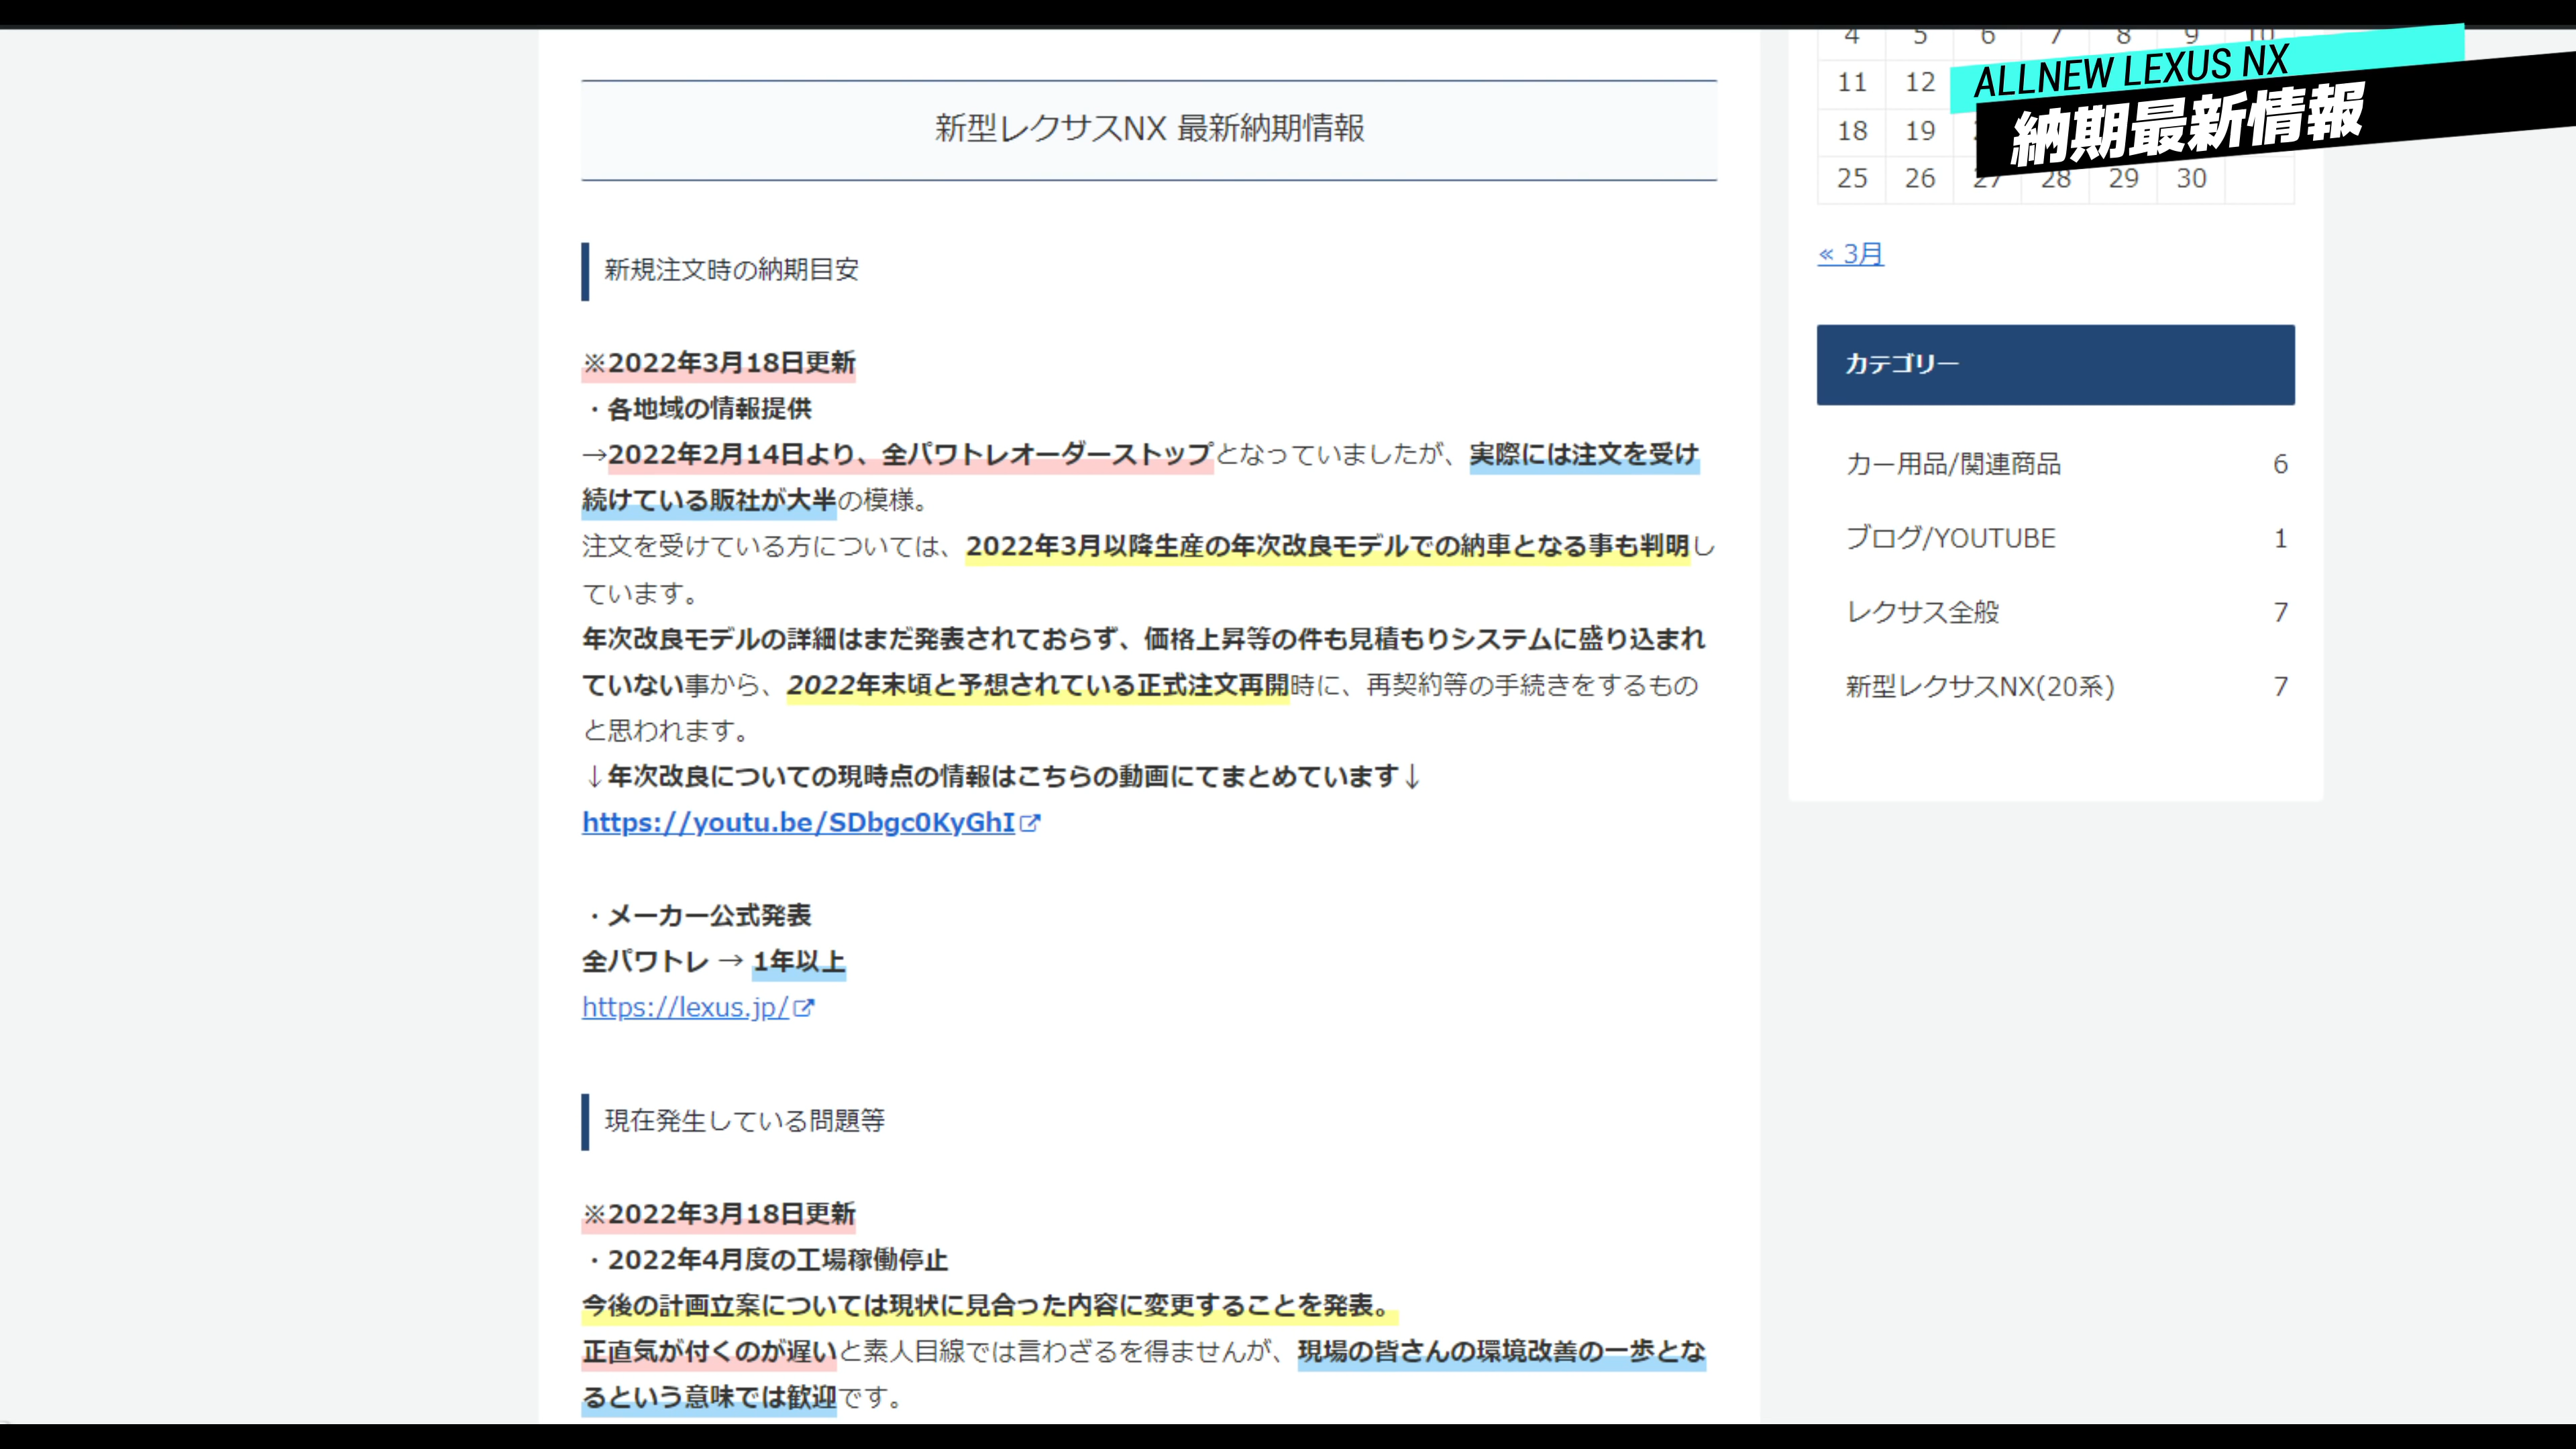 新型レクサスNX 最新納期情報
新規注文時の納期目安
※2022年3月18日更新
・各地域の情報提供
→2022年2月14日より、全パワトレオーダーストップとなっていましたが、実際には注文を受け
続けている販社が大半の模様。
注文を受けている方については、2022年3月以降生産の年次改良モデルでの納車となる事も判明し
ています。
年次改良モデルの詳細はまだ発表されておらず、価格上昇等の件も見積もりシステムに盛り込まれ
ていない事から、2022年末頃と予想されている正式注文再開時に、再契約等の手続きをするもの
と思われます。
↓年次改良についての現時点の情報はこちらの動画にてまとめています↓
https://youtu.be/SDbgc0KyGhI
・メーカー公式発表
全パワトレ → 1年以上
https://lexus.jp/
現在発生している問題等
※2022年3月18日更新
・2022年4月度の工場稼働停止
今後の計画立案については現状に見合った内容に変更することを発表。
正直気が付くのが遅いと素人目線では言わざるを得ませんが、現場の皆さんの環境改善の一歩とな
るという意味では歓迎です。
4 5 6 7 8 9 10
11 12
18 19
25 26 27 28 29 30
ALLNEW LEXUS NX
納期最新情報
« 3月
カテゴリー
カー用品/関連商品 6
ブログ/YOUTUBE 1
レクサス全般 7
新型レクサスNX(20系) 7